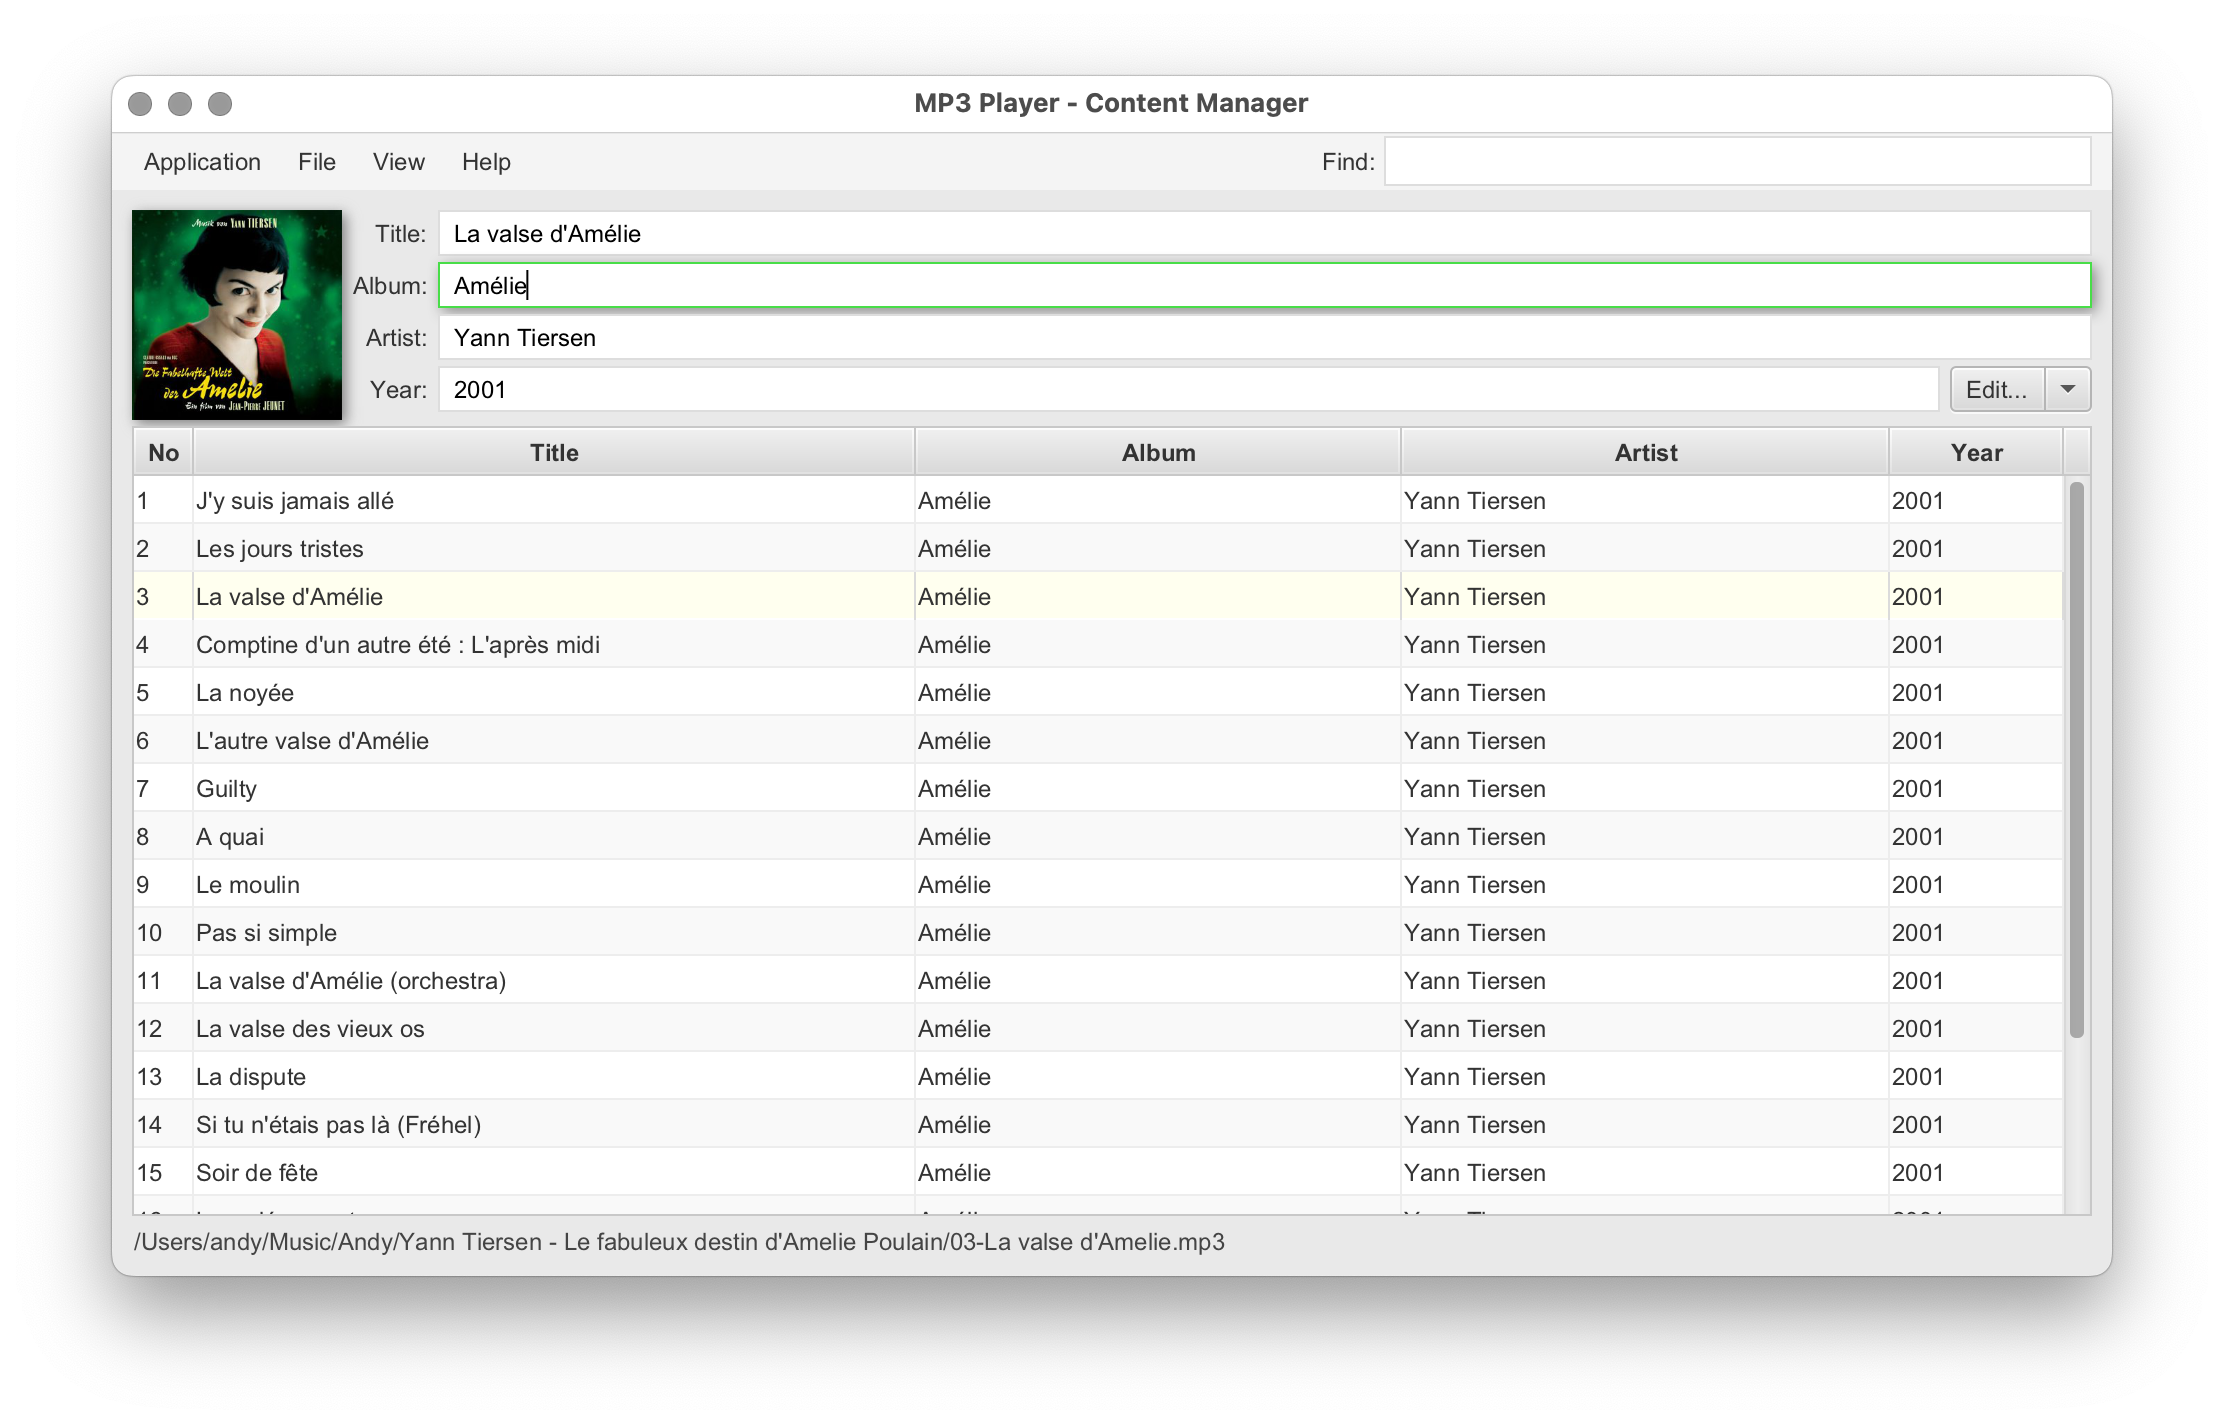 MP3 Player - Content Manager
Application File View Help Find:
Musik von YANN TIERSEN
Die Fabelhafte Welt
der Amelie
Ein film von JEAN-PIERRE JEUNET
Title: La valse d'Amélie
Album: Amélie
Artist: Yann Tiersen
Year: 2001 Edit...
No Title Album Artist Year
1 J'y suis jamais allé Amélie Yann Tiersen 2001
2 Les jours tristes Amélie Yann Tiersen 2001
3 La valse d'Amélie Amélie Yann Tiersen 2001
4 Comptine d'un autre été : L'après midi Amélie Yann Tiersen 2001
5 La noyée Amélie Yann Tiersen 2001
6 L'autre valse d'Amélie Amélie Yann Tiersen 2001
7 Guilty Amélie Yann Tiersen 2001
8 A quai Amélie Yann Tiersen 2001
9 Le moulin Amélie Yann Tiersen 2001
10 Pas si simple Amélie Yann Tiersen 2001
11 La valse d'Amélie (orchestra) Amélie Yann Tiersen 2001
12 La valse des vieux os Amélie Yann Tiersen 2001
13 La dispute Amélie Yann Tiersen 2001
14 Si tu n'étais pas là (Fréhel) Amélie Yann Tiersen 2001
15 Soir de fête Amélie Yann Tiersen 2001
/Users/andy/Music/Andy/Yann Tiersen - Le fabuleux destin d'Amelie Poulain/03-La valse d'Amelie.mp3